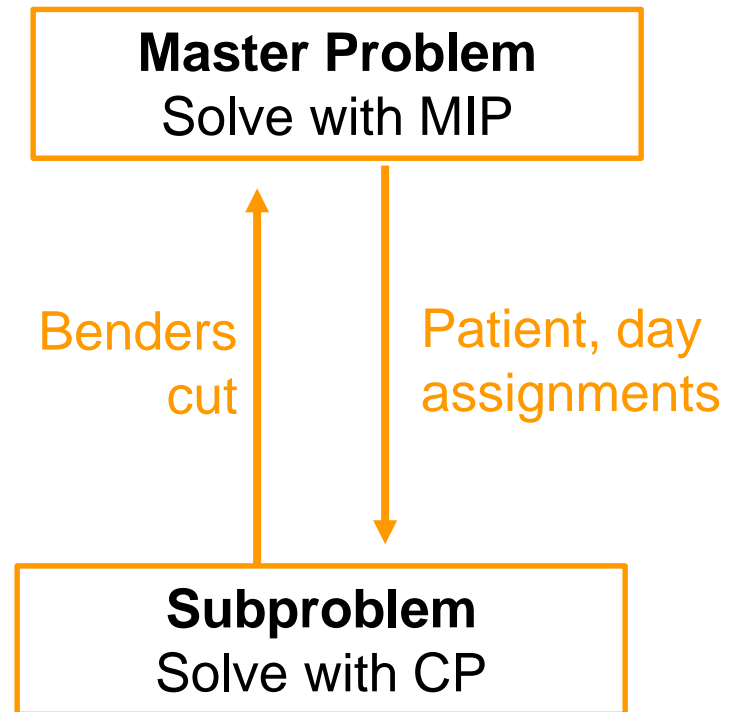 Master Problem
Solve with MIP
Benders
cut
Patient, day
assignments
Subproblem
Solve with CP